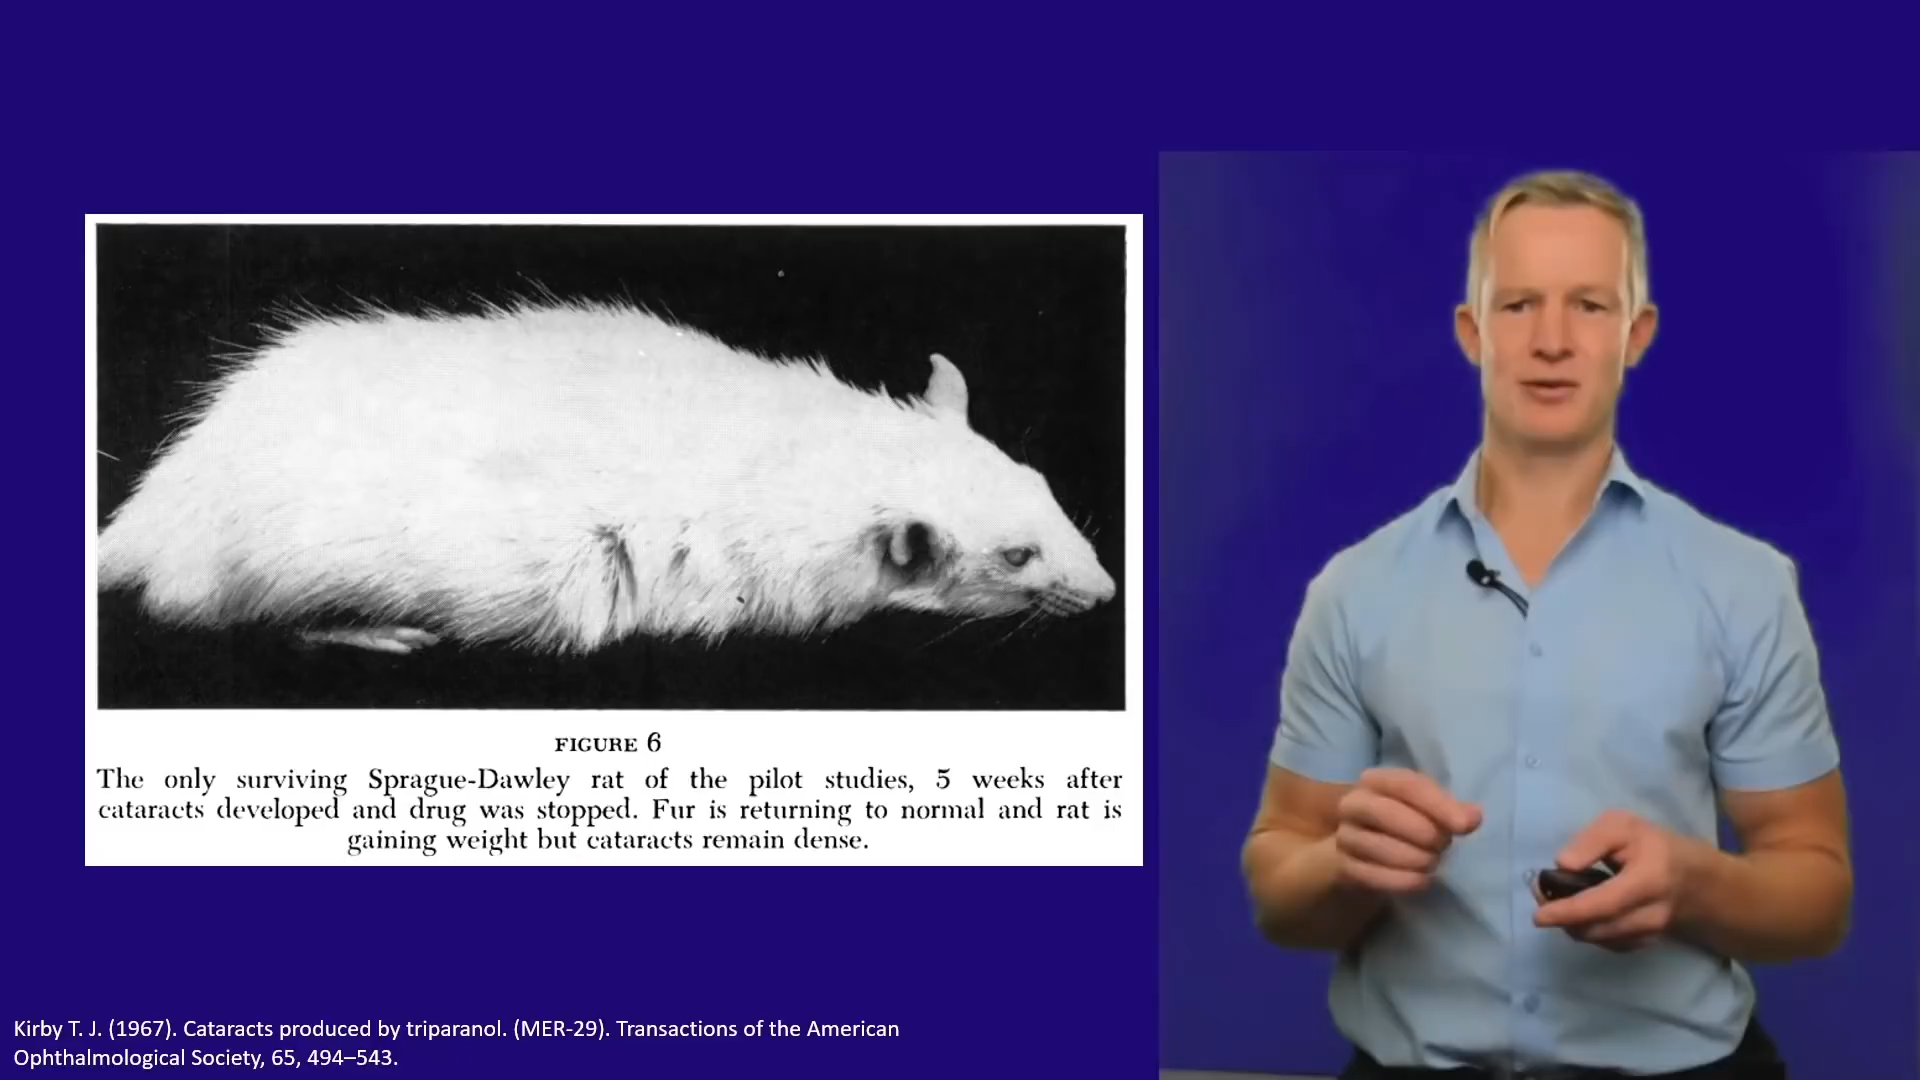 FIGURE 6
The only surviving Sprague-Dawley rat of the pilot studies, 5 weeks after
cataracts developed and drug was stopped. Fur is returning to normal and rat is
gaining weight but cataracts remain dense.
Kirby T. J. (1967). Cataracts produced by triparanol. (MER-29). Transactions of the American
Ophthalmological Society, 65, 494–543.